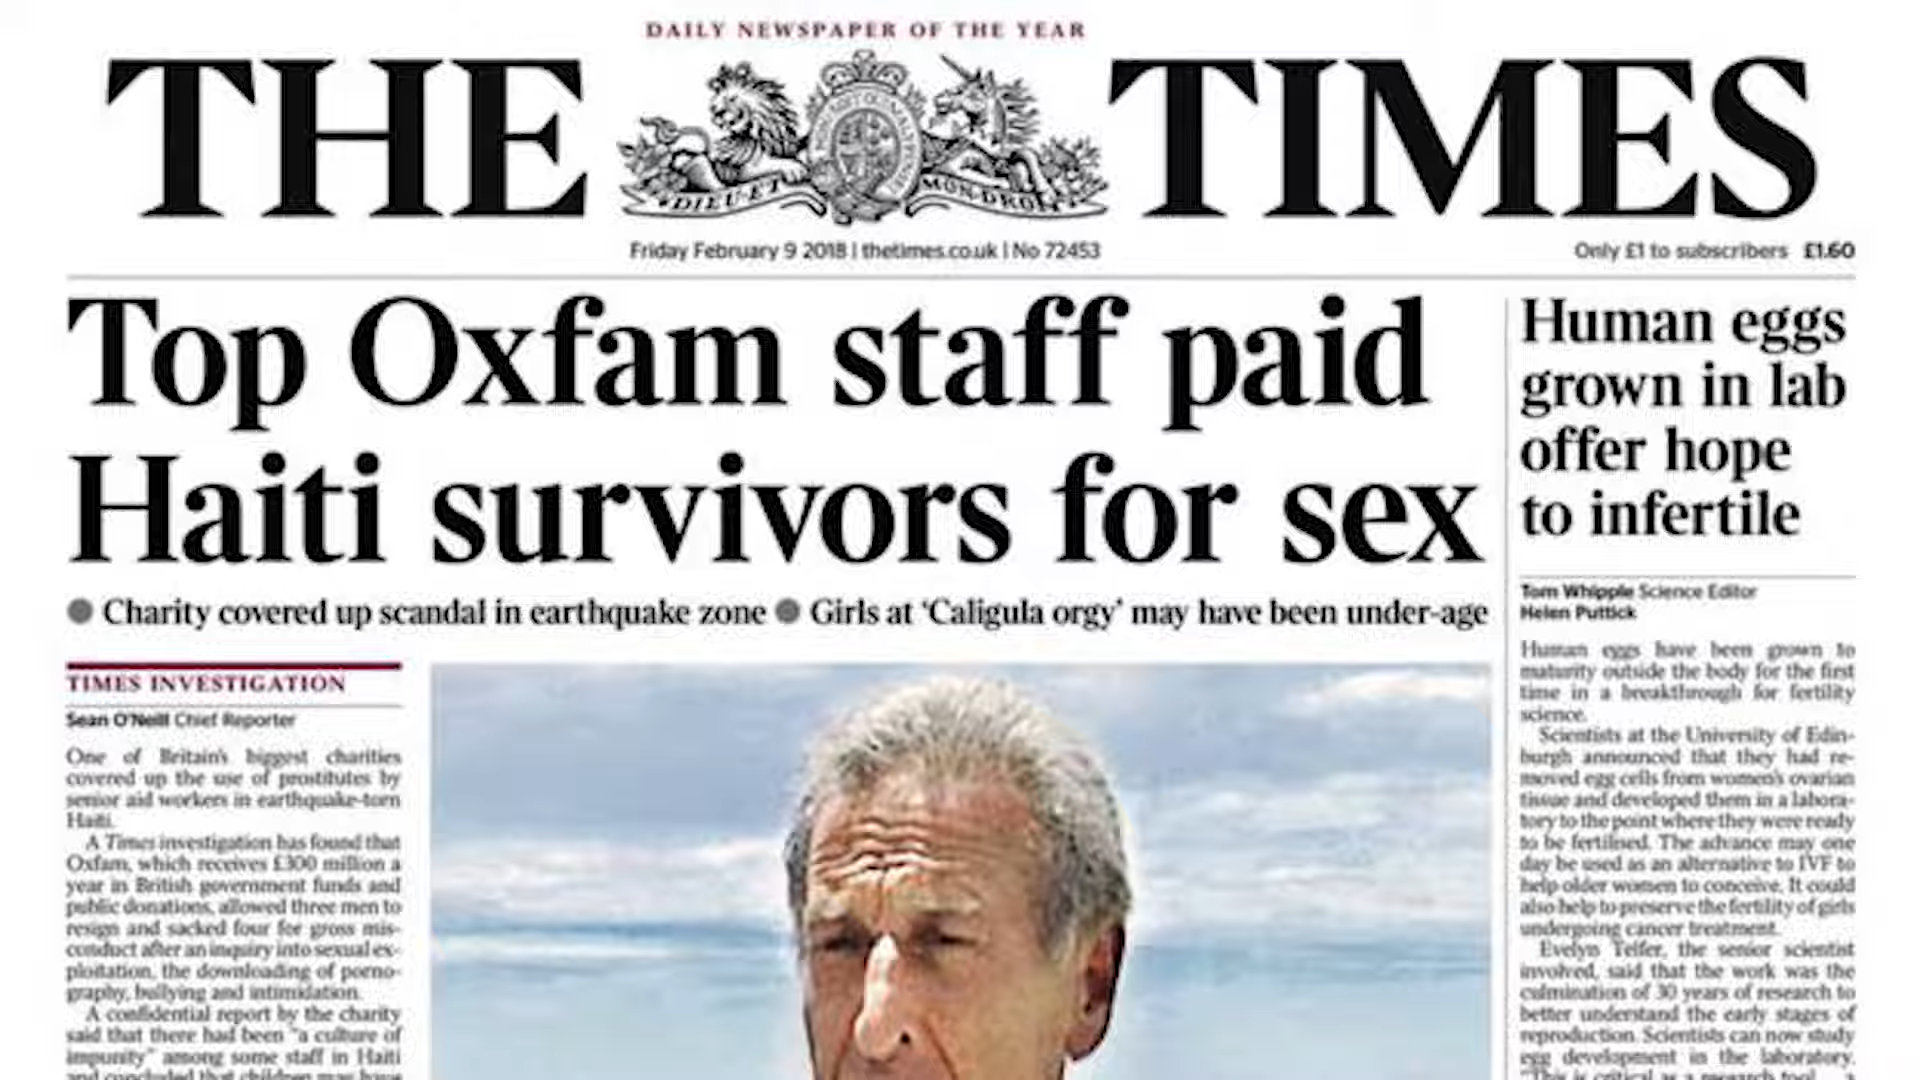 DAILY NEWSPAPER OF THE YEAR
THE TIMES
DIEU ET MON DROIT
Friday February 9 2018 | thetimes.co.uk | No 72453
Only £1 to subscribers £1.60
Top Oxfam staff paid
Haiti survivors for sex
● Charity covered up scandal in earthquake zone ● Girls at ‘Caligula orgy’ may have been under-age
TIMES INVESTIGATION
Sean O'Neill Chief Reporter
One of Britain's biggest charities
covered up the use of prostitutes by
senior aid workers in earthquake-torn
Haiti.
A Times investigation has found that
Oxfam, which receives £300 million a
year in British government funds and
public donations, allowed three men to
resign and sacked four for gross mis-
conduct after an inquiry into sexual ex-
ploitation, the downloading of porno-
graphy, bullying and intimidation.
A confidential report by the charity
said that there had been "a culture of
impunity" among some staff in Haiti
and concluded that children may have
Human eggs
grown in lab
offer hope
to infertile
Tom Whipple Science Editor
Helen Puttick
Human eggs have been grown to
maturity outside the body for the first
time in a breakthrough for fertility
science.
Scientists at the University of Edin-
burgh announced that they had re-
moved egg cells from women's ovarian
tissue and developed them in a labora-
tory to the point where they were ready
to be fertilised. The advance may one
day be used as an alternative to IVF to
help older women to conceive. It could
also help to preserve the fertility of girls
undergoing cancer treatment.
Evelyn Telfer, the senior scientist
involved, said that the work was the
culmination of 30 years of research to
better understand the early stages of
reproduction. Scientists can now study
egg development in the laboratory.
"This is critical as a research tool